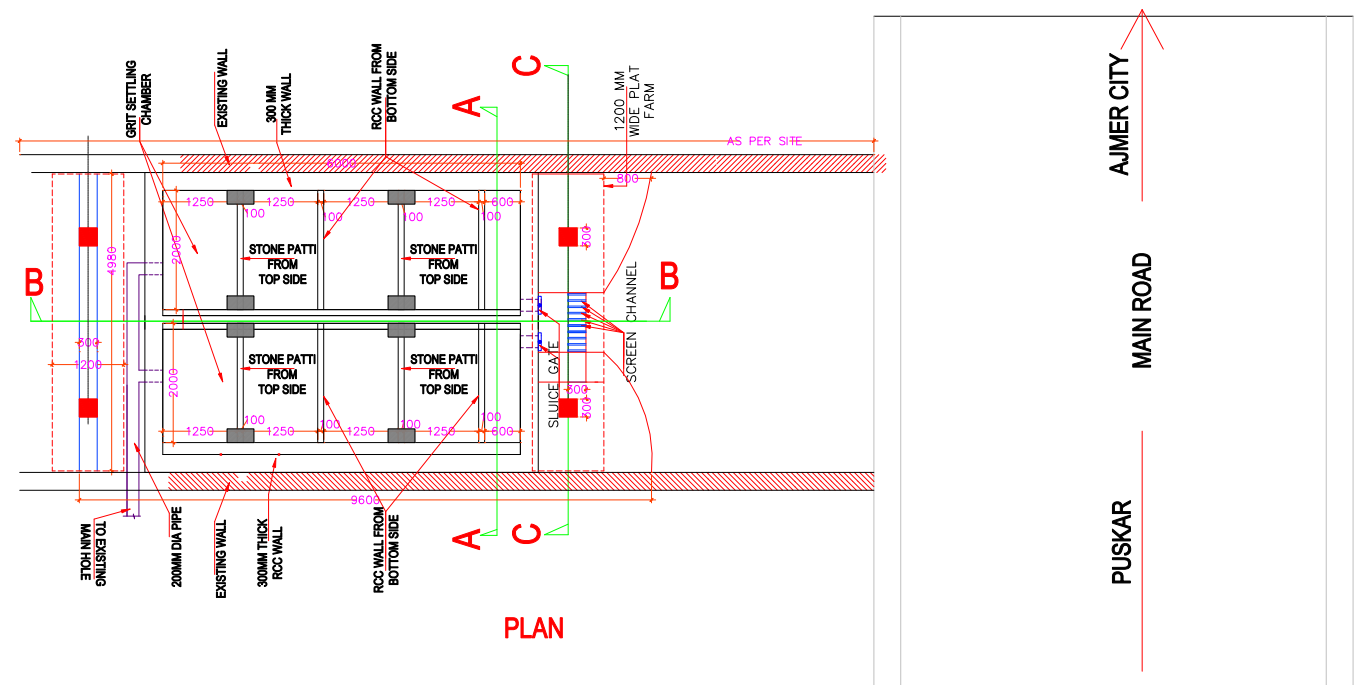 GRIT SETTLING
CHAMBER
EXISTING WALL
300 MM
THICK WALL
RCC WALL FROM
BOTTOM SIDE
A
C
1200 MM
WIDE PLAT
FARM
AS PER SITE
6000
800
1250
1250
1250
1250
600
100
100
100
100
2000
STONE PATTI
FROM
TOP SIDE
STONE PATTI
FROM
TOP SIDE
300
4980
B
B
SCREEN CHANNEL
SLUICE GATE
300
1200
2000
STONE PATTI
FROM
TOP SIDE
STONE PATTI
FROM
TOP SIDE
300
300
100
100
100
100
1250
1250
1250
1250
600
9600
TO EXISTING
MAIN HOLE
200MM DIA PIPE
EXISTING WALL
300MM THICK
RCC WALL
RCC WALL FROM
BOTTOM SIDE
A
C
PLAN
AJMER CITY
MAIN ROAD
PUSKAR